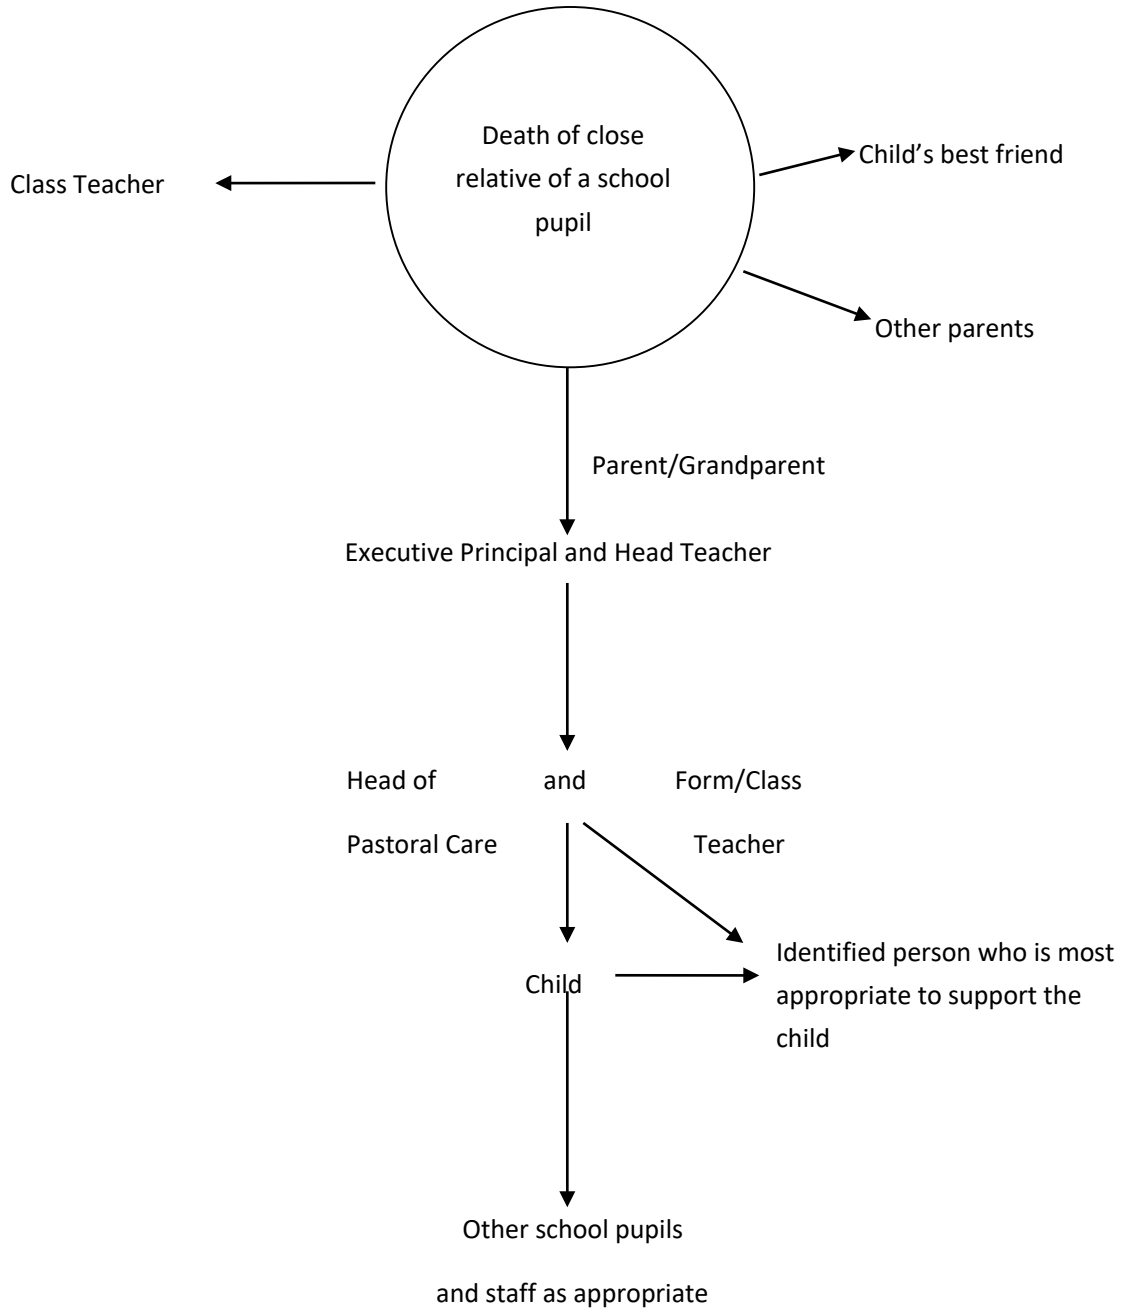 Death of close
relative of a school
pupil
Class Teacher
Child’s best friend
Other parents
Parent/Grandparent
Executive Principal and Head Teacher
Head of and Form/Class
Pastoral Care Teacher
Child
Identified person who is most
appropriate to support the
child
Other school pupils
and staff as appropriate